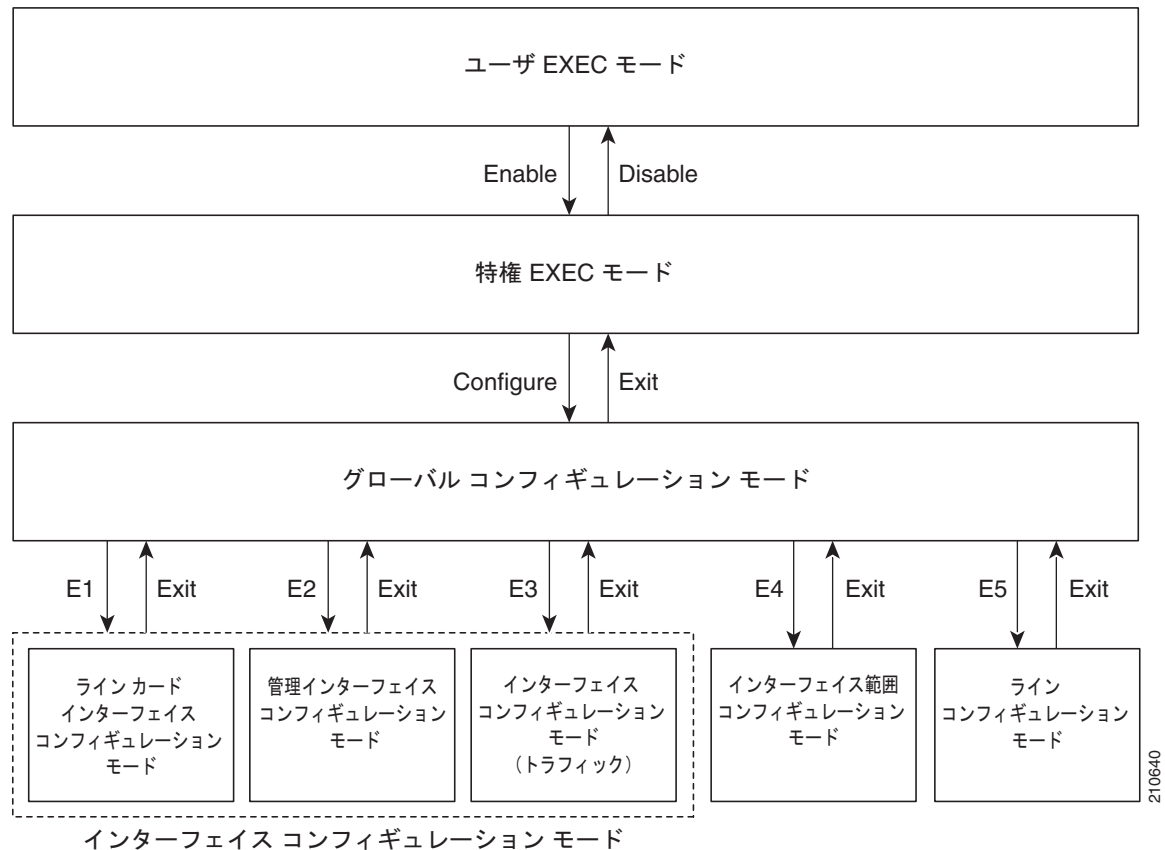 ユーザ EXEC モード
Enable
Disable
特権 EXEC モード
Configure
Exit
グローバル コンフィギュレーション モード
E1
Exit
E2
Exit
E3
Exit
E4
Exit
E5
Exit
ライン カード
インターフェイス
コンフィギュレーション
モード
管理インターフェイス
コンフィギュレーション
モード
インターフェイス
コンフィギュレーション
モード
（トラフィック）
インターフェイス範囲
コンフィギュレーション
モード
ライン
コンフィギュレーション
モード
インターフェイス コンフィギュレーション モード
210640